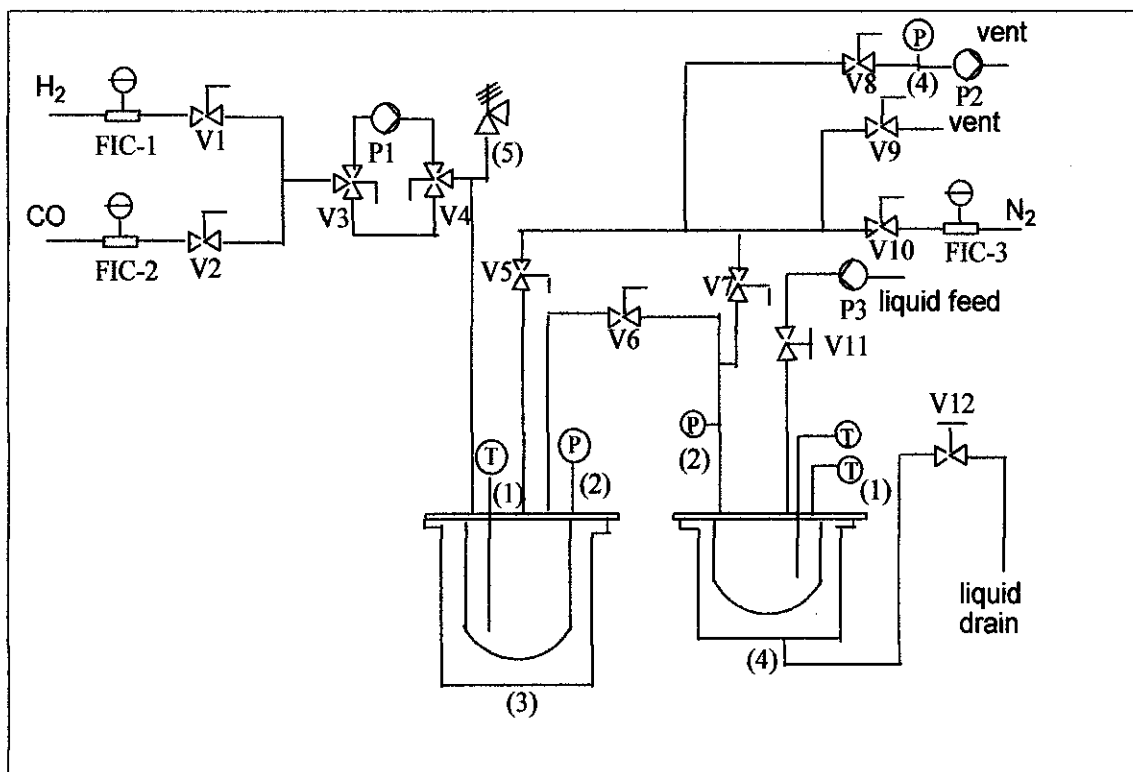 vent
P
V8
(4)
P2
H₂
FIC-1
V1
P1
(5)
vent
V9
V3
V4
CO
FIC-2
V2
N₂
V10
FIC-3
V5
V7
P3
liquid feed
V6
V11
V12
P
(2)
T
T
(1)
T
(1)
P
(2)
liquid
drain
(4)
(3)